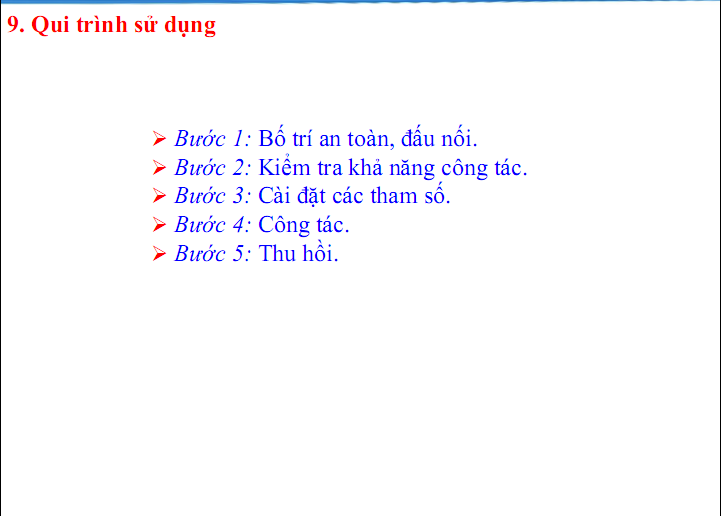 9. Qui trình sử dụng
➢ Bước 1: Bố trí an toàn, đấu nối.
➢ Bước 2: Kiểm tra khả năng công tác.
➢ Bước 3: Cài đặt các tham số.
➢ Bước 4: Công tác.
➢ Bước 5: Thu hồi.